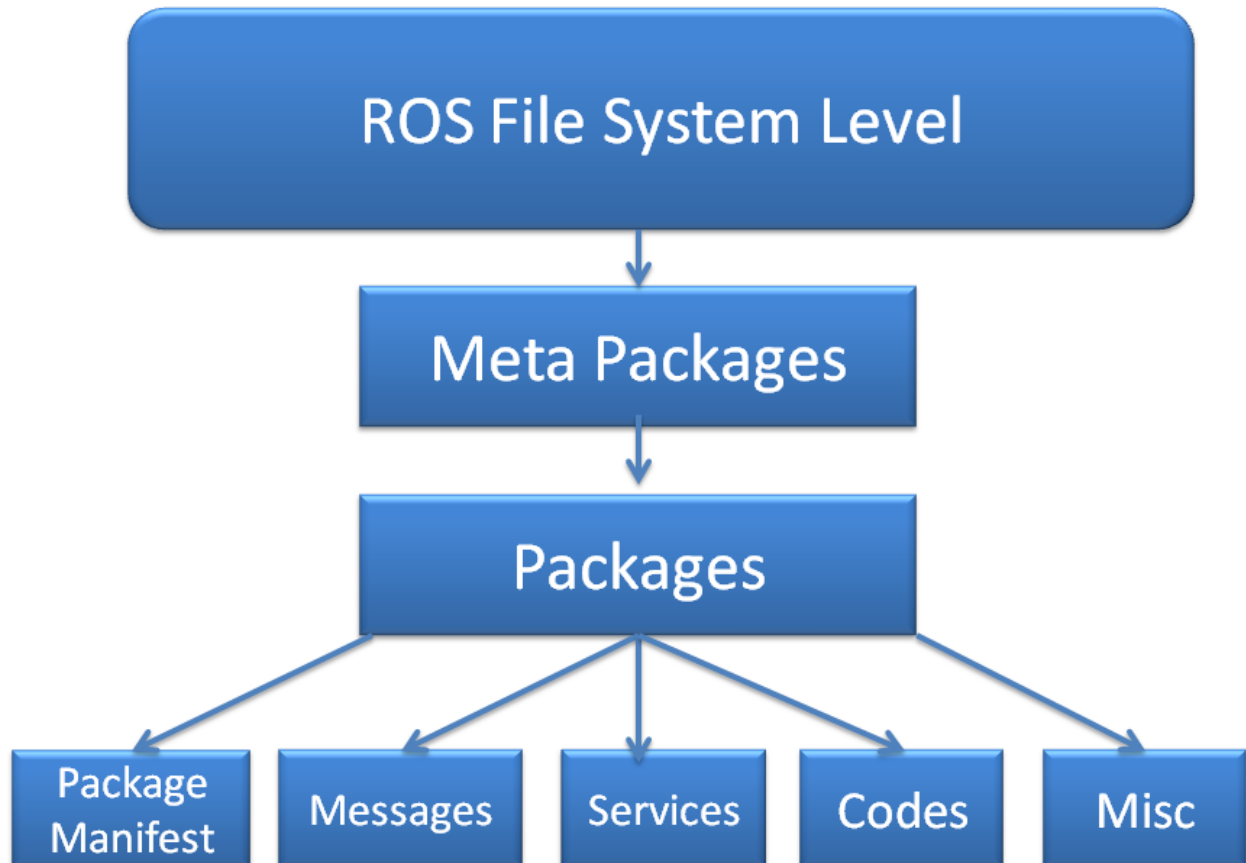 ROS File System Level
Meta Packages
Packages
Package
Manifest
Messages
Services
Codes
Misc